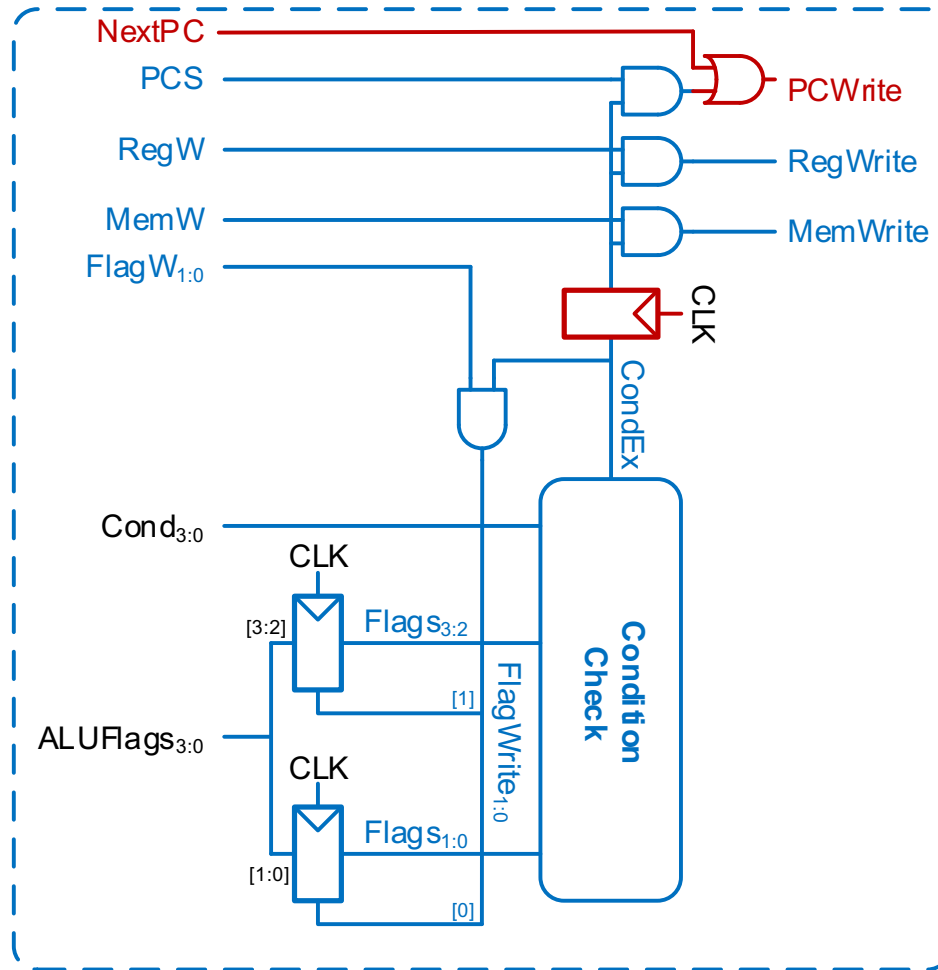 NextPC
PCS
PCWrite
RegW
RegWrite
MemW
MemWrite
FlagW1:0
CLK
CondEx
Cond3:0
CLK
[3:2]
Flags3:2
Condition
Check
[1]
FlagWrite1:0
ALUFlags3:0
CLK
Flags1:0
[1:0]
[0]